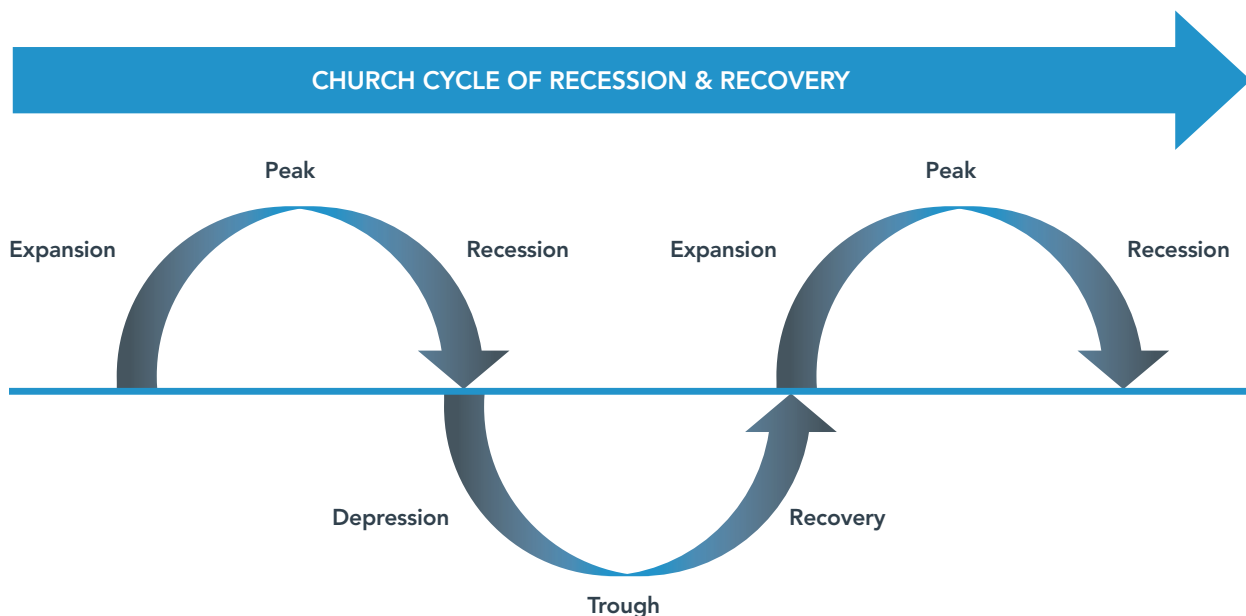 CHURCH CYCLE OF RECESSION & RECOVERY
Peak
Peak
Expansion
Recession
Expansion
Recession
Depression
Recovery
Trough